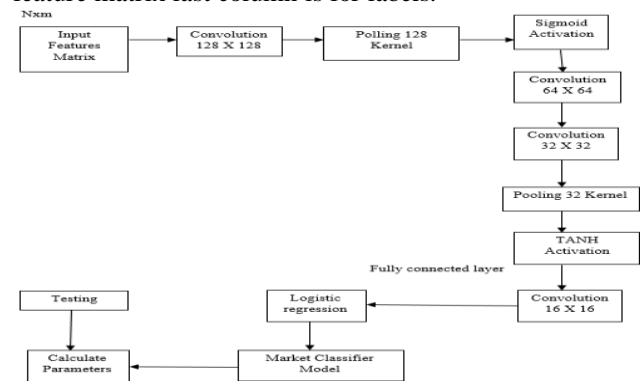 feature matrix last column is for labels.
Nxm
Input
Features
Matrix
Convolution
128 X 128
Polling 128
Kernel
Sigmoid
Activation
Convolution
64 X 64
Convolution
32 X 32
Pooling 32 Kernel
TANH
Activation
Fully connected layer
Convolution
16 X 16
Logistic
regression
Testing
Market Classifier
Model
Calculate
Parameters